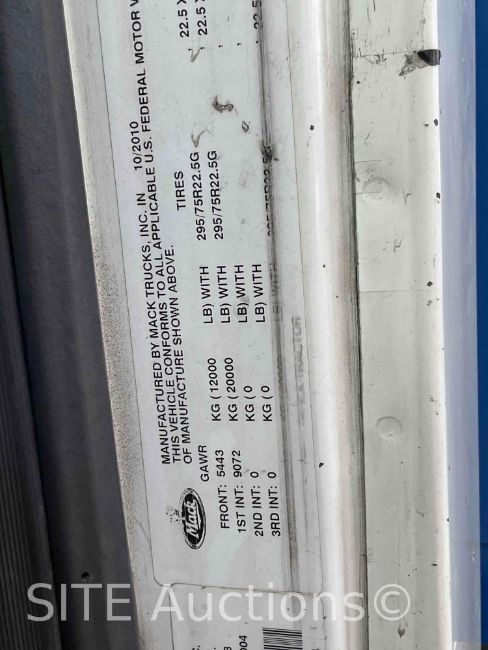 MANUFACTURED BY MACK TRUCKS, INC. IN 10/2010
THIS VEHICLE CONFORMS TO ALL APPLICABLE U.S. FEDERAL MOTOR
OF MANUFACTURE SHOWN ABOVE.
GAWR TIRES
FRONT: 5443 KG ( 12000 LB) WITH 295/75R22.5G 22.5 X
1ST INT: 9072 KG ( 20000 LB) WITH 295/75R22.5G 22.5 X
2ND INT: 0 KG ( 0 LB) WITH
3RD INT: 0 KG ( 0 LB) WITH
Mack
SITE Auctions©